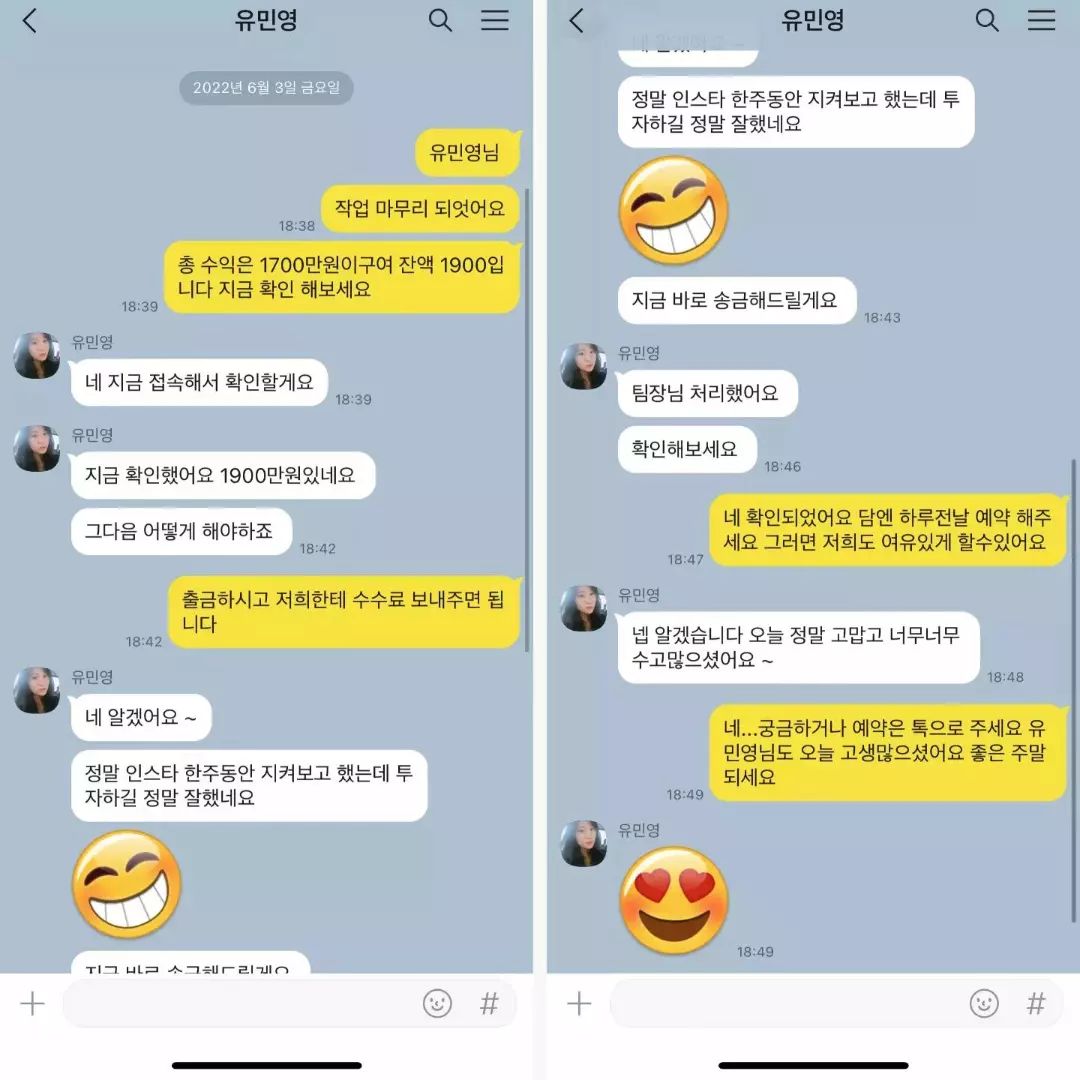 유민영
2022년 6월 3일 금요일
유민영님
작업 마무리 되엇어요
18:38
총 수익은 1700만원이구여 잔액 1900입
니다 지금 확인 해보세요
18:39
유민영
네 지금 접속해서 확인할게요
18:39
유민영
지금 확인했어요 1900만원있네요
그다음 어떻게 해야하죠
18:42
출금하시고 저희한테 수수료 보내주면 됩
니다
18:42
유민영
네 알겠어요 ~
정말 인스타 한주동안 지켜보고 했는데 투
자하길 정말 잘했네요
지금 바로 송금해드릴게요
#
유민영
네 알겠어요 ~
정말 인스타 한주동안 지켜보고 했는데 투
자하길 정말 잘했네요
지금 바로 송금해드릴게요
18:43
유민영
팀장님 처리했어요
확인해보세요
18:46
네 확인되었어요 담엔 하루전날 예약 해주
세요 그러면 저희도 여유있게 할수있어요
18:47
유민영
넵 알겠습니다 오늘 정말 고맙고 너무너무
수고많으셨어요 ~
18:48
네...궁금하거나 예약은 톡으로 주세요 유
민영님도 오늘 고생많으셨어요 좋은 주말
되세요
18:49
유민영
18:49
#